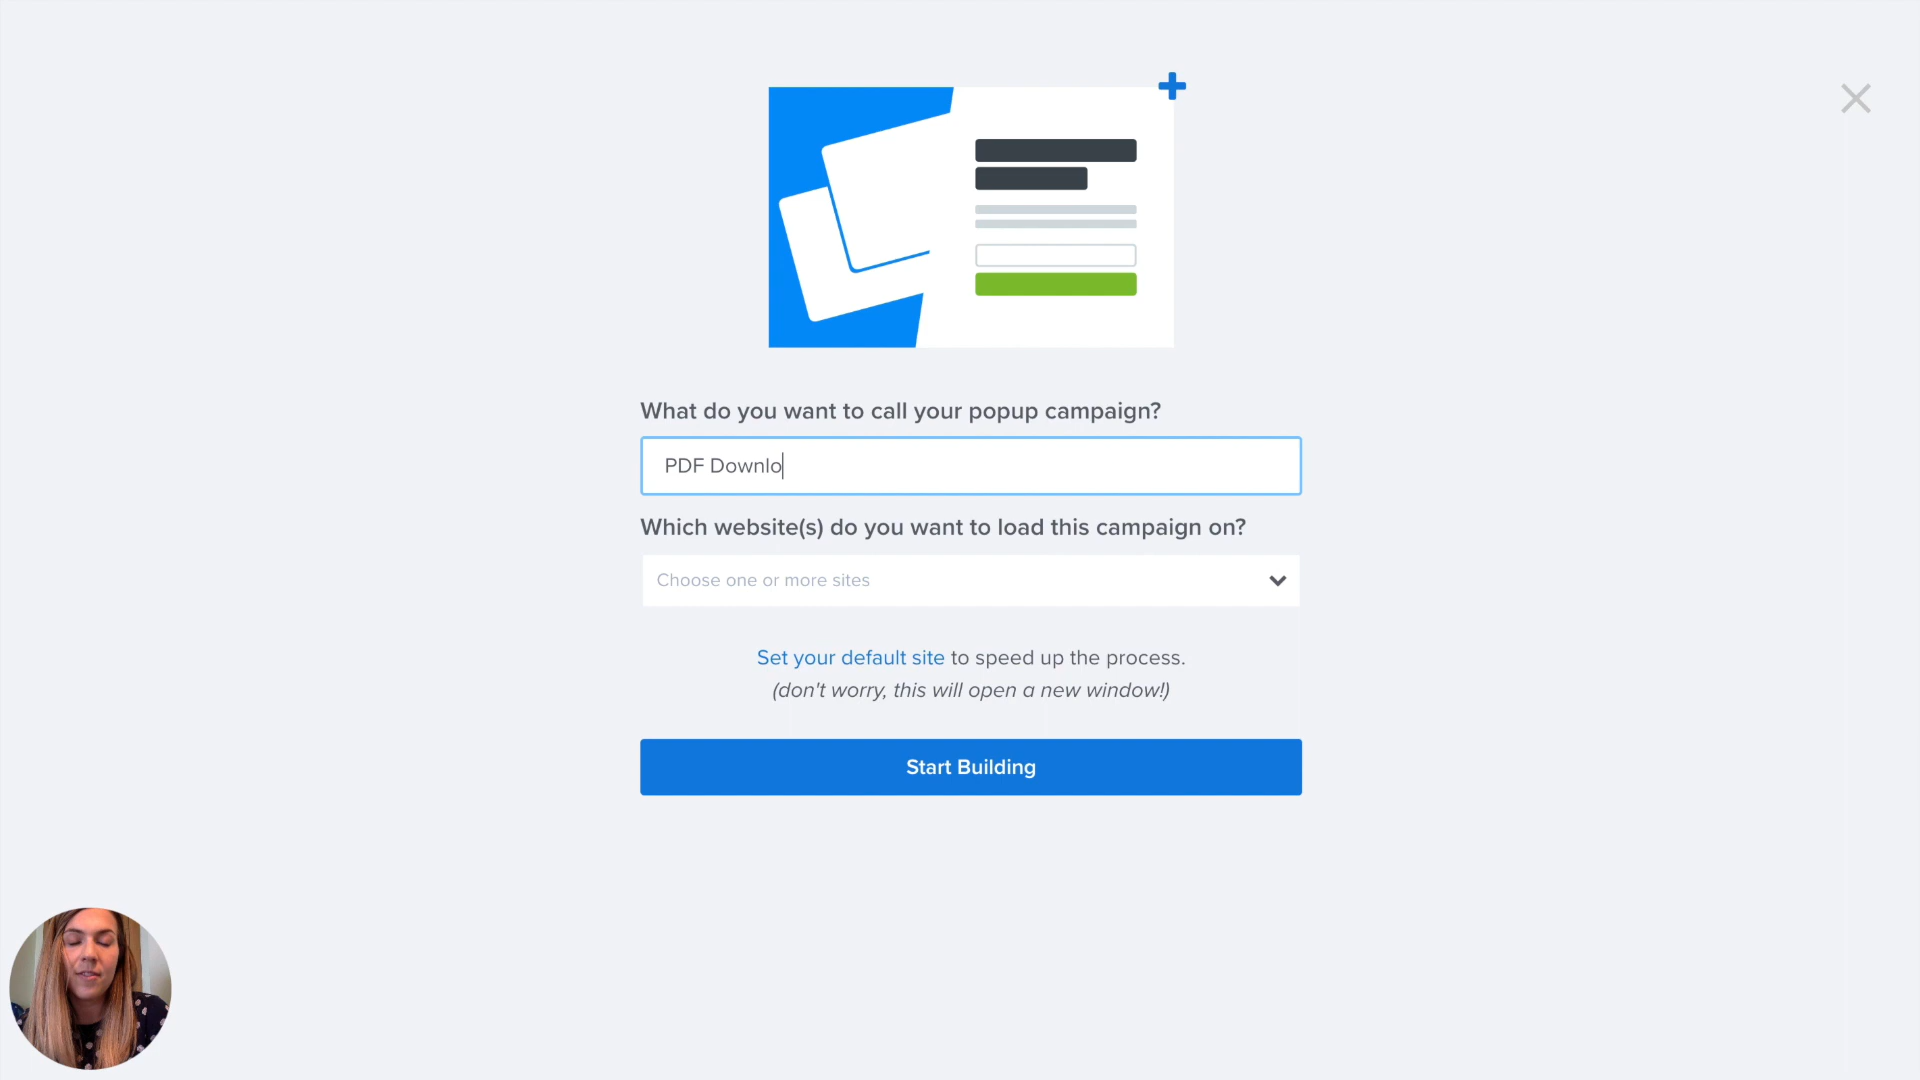 What do you want to call your popup campaign?
PDF Downlo
Which website(s) do you want to load this campaign on?
Choose one or more sites
Set your default site to speed up the process.
(don't worry, this will open a new window!)
Start Building